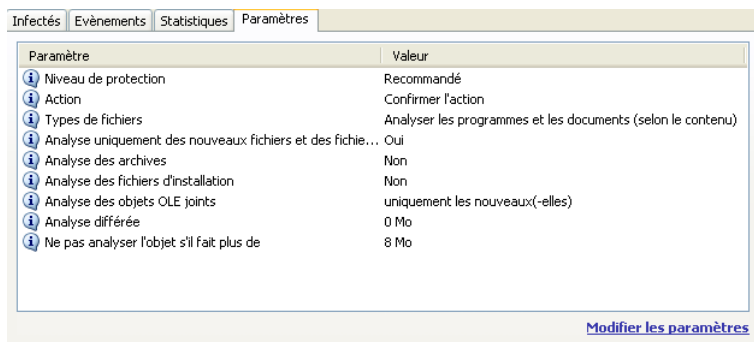 Infectés Evènements Statistiques Paramètres
Paramètre Valeur
Niveau de protection Recommandé
Action Confirmer l'action
Types de fichiers Analyser les programmes et les documents (selon le contenu)
Analyse uniquement des nouveaux fichiers et des fichie... Oui
Analyse des archives Non
Analyse des fichiers d'installation Non
Analyse des objets OLE joints uniquement les nouveaux(-elles)
Analyse différée 0 Mo
Ne pas analyser l'objet s'il fait plus de 8 Mo
Modifier les paramètres